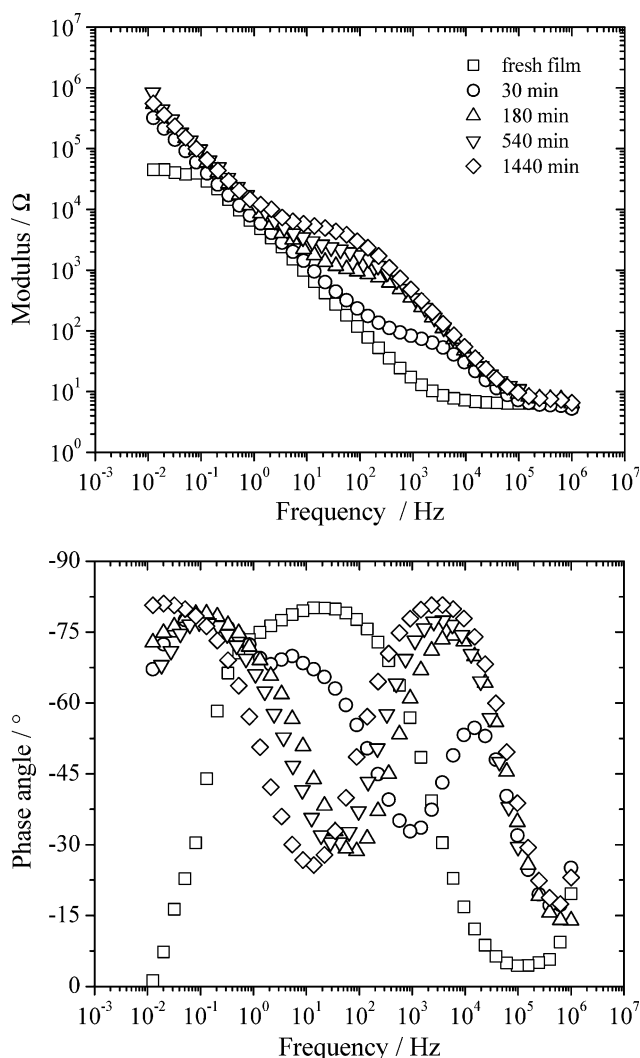 10^7
10^6
10^5
10^4
10^3
10^2
10^1
10^0
Modulus / Ω
fresh film
30 min
180 min
540 min
1440 min
10^-3 10^-2 10^-1 10^0 10^1 10^2 10^3 10^4 10^5 10^6 10^7
Frequency / Hz
-90
-75
-60
-45
-30
-15
0
Phase angle / °
10^-3 10^-2 10^-1 10^0 10^1 10^2 10^3 10^4 10^5 10^6 10^7
Frequency / Hz